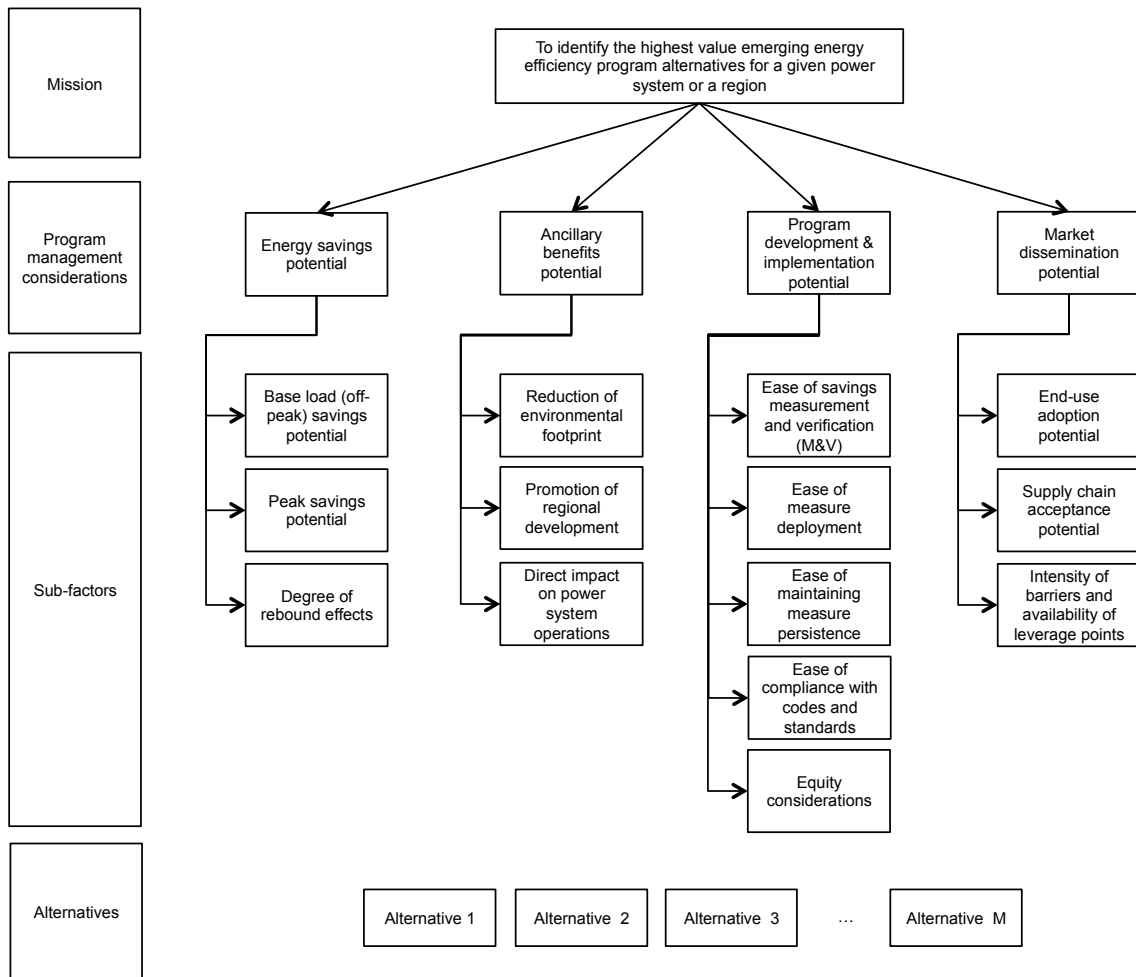 Mission
To identify the highest value emerging energy
efficiency program alternatives for a given power
system or a region
Program
management
considerations
Energy savings
potential
Ancillary
benefits
potential
Program
development &
implementation
potential
Market
dissemination
potential
Sub-factors
Base load (off-
peak) savings
potential
Peak savings
potential
Degree of
rebound effects
Reduction of
environmental
footprint
Promotion of
regional
development
Direct impact
on power
system
operations
Ease of savings
measurement
and verification
(M&V)
Ease of
measure
deployment
Ease of
maintaining
measure
persistence
Ease of
compliance with
codes and
standards
Equity
considerations
End-use
adoption
potential
Supply chain
acceptance
potential
Intensity of
barriers and
availability of
leverage points
Alternatives
Alternative 1
Alternative 2
Alternative 3
...
Alternative M